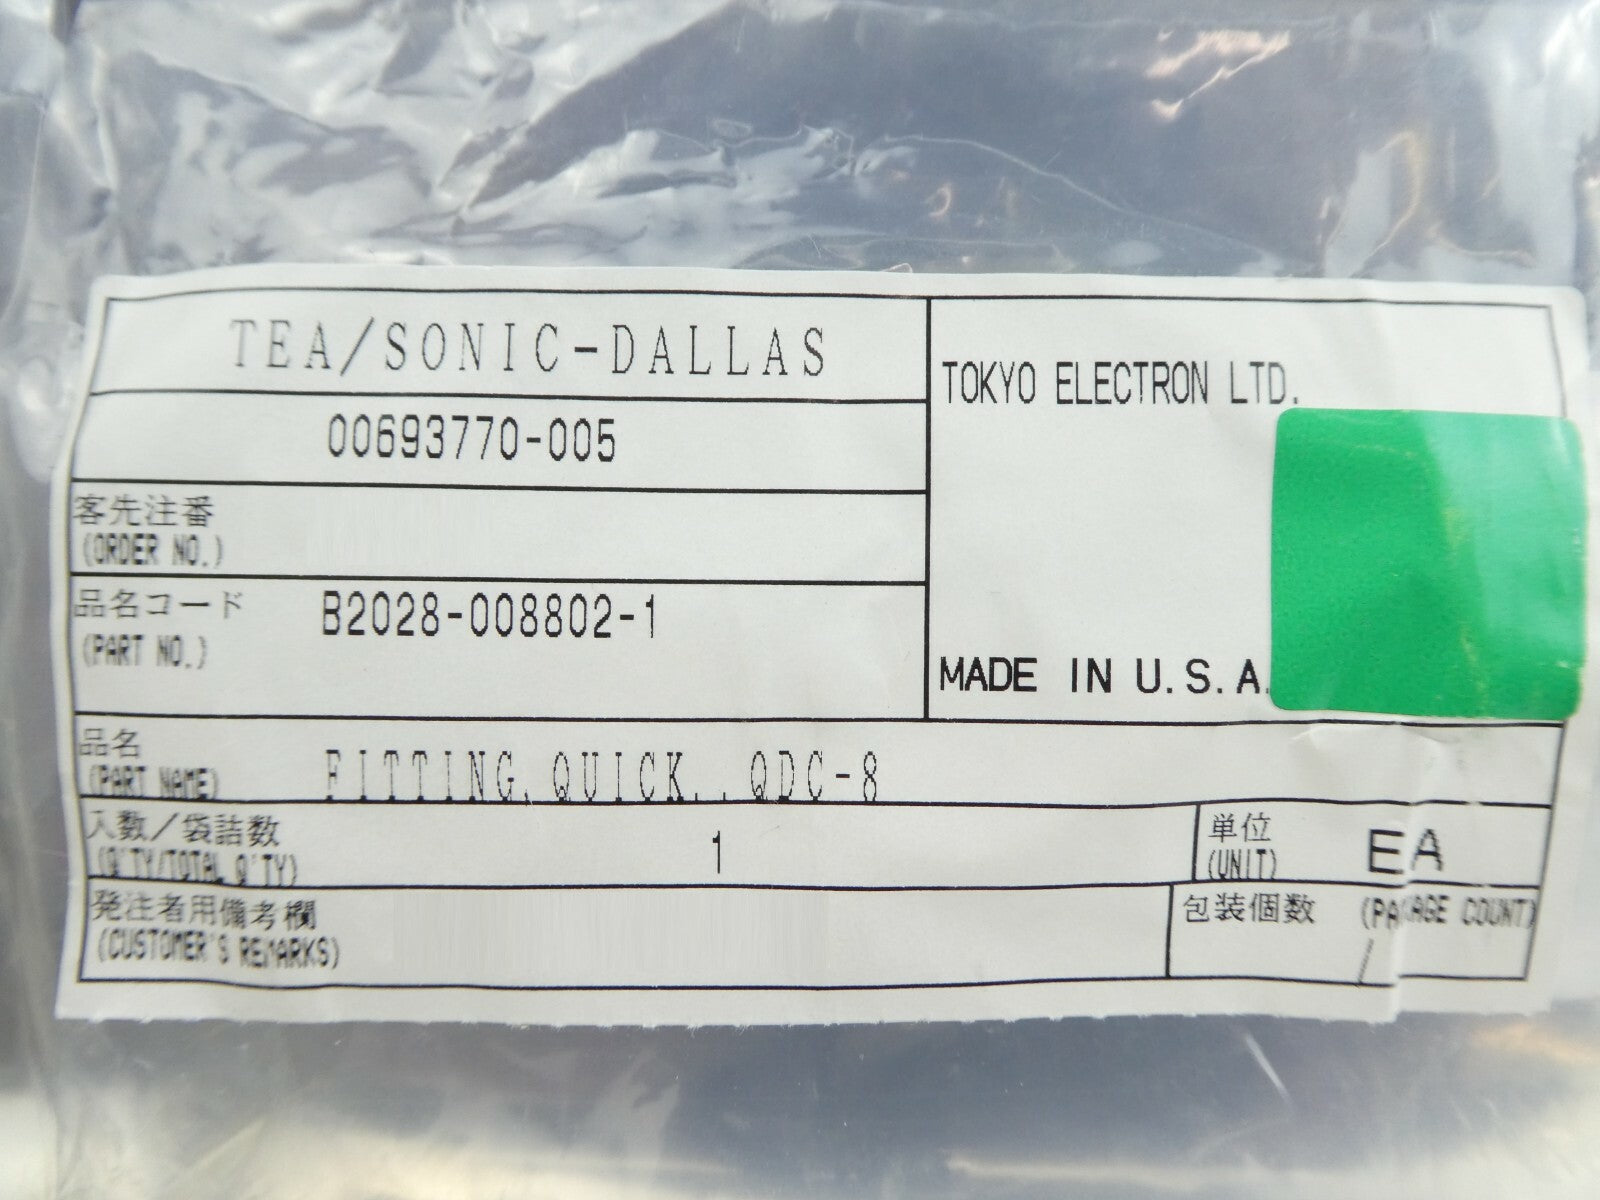 TEA/SONIC-DALLAS
00693770-005
TOKYO ELECTRON LTD.
客先注番
(ORDER NO.)
品名コード
(PART NO.)
B2028-008802-1
MADE IN U.S.A.
品名
(PART NAME)
FITTING,QUICK,,QDC-8
入数/袋詰数
(Q'TY/TOTAL Q'TY)
1
単位
(UNIT)
EA
発注者用備考欄
(CUSTOMER'S REMARKS)
包装個数 (PACKAGE COUNT)
/